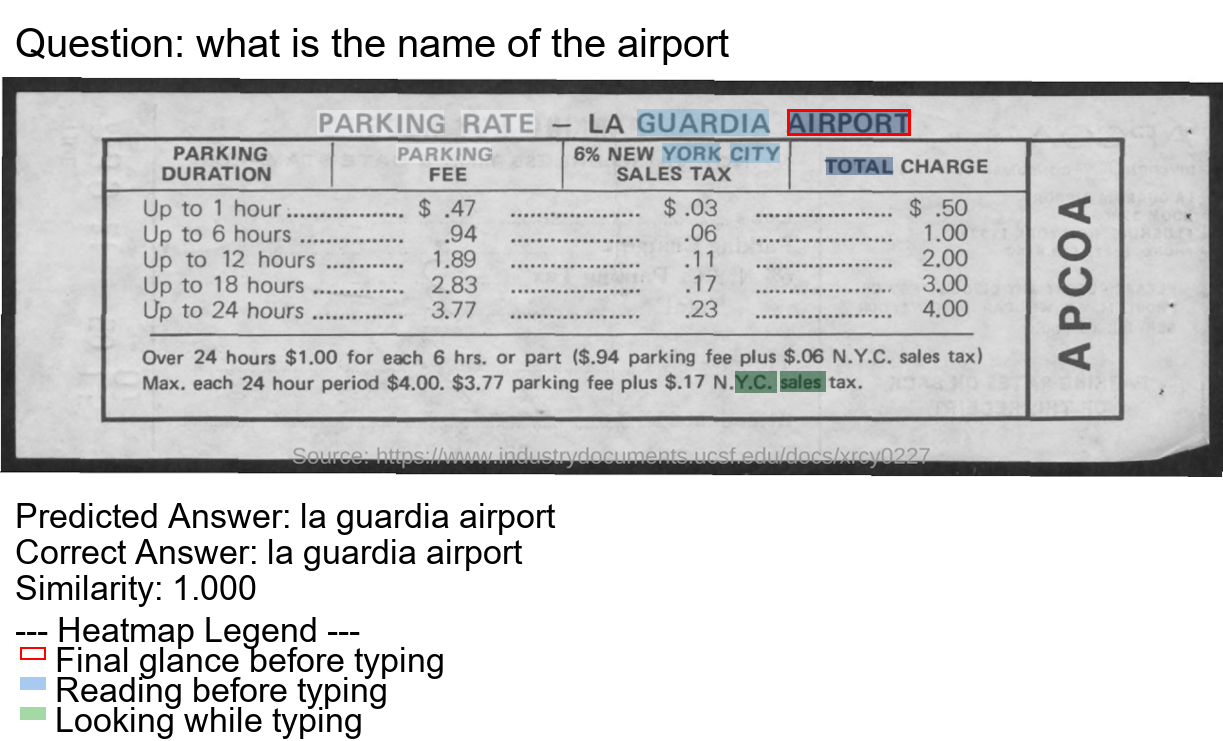 Question: what is the name of the airport
PARKING RATE — LA GUARDIA AIRPORT
PARKING DURATION PARKING FEE 6% NEW YORK CITY SALES TAX TOTAL CHARGE
Up to 1 hour ................ $ .47 .................... $ .03 .................... $ .50
Up to 6 hours ................ .94 .................... .06 .................... 1.00
Up to 12 hours ............ 1.89 .................... .11 .................... 2.00
Up to 18 hours .............. 2.83 .................... .17 .................... 3.00
Up to 24 hours .............. 3.77 .................... .23 .................... 4.00
Over 24 hours $1.00 for each 6 hrs. or part ($.94 parking fee plus $.06 N.Y.C. sales tax)
Max. each 24 hour period $4.00. $3.77 parking fee plus $.17 N.Y.C. sales tax.
APCOA
Source: https://www.industrydocuments.ucsf.edu/docs/xrcy0227
Predicted Answer: la guardia airport
Correct Answer: la guardia airport
Similarity: 1.000
--- Heatmap Legend ---
Final glance before typing
Reading before typing
Looking while typing